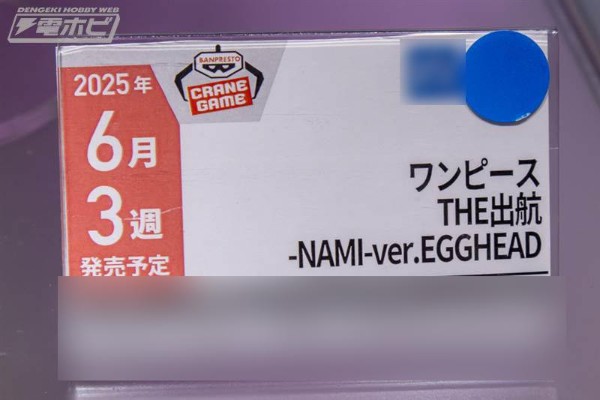 DENGEKI HOBBY WEB
電ホビ
BANPRESTO
CRANE
GAME
2025年
6月
3週
発売予定
ワンピース
THE出航
-NAMI-ver.EGGHEAD